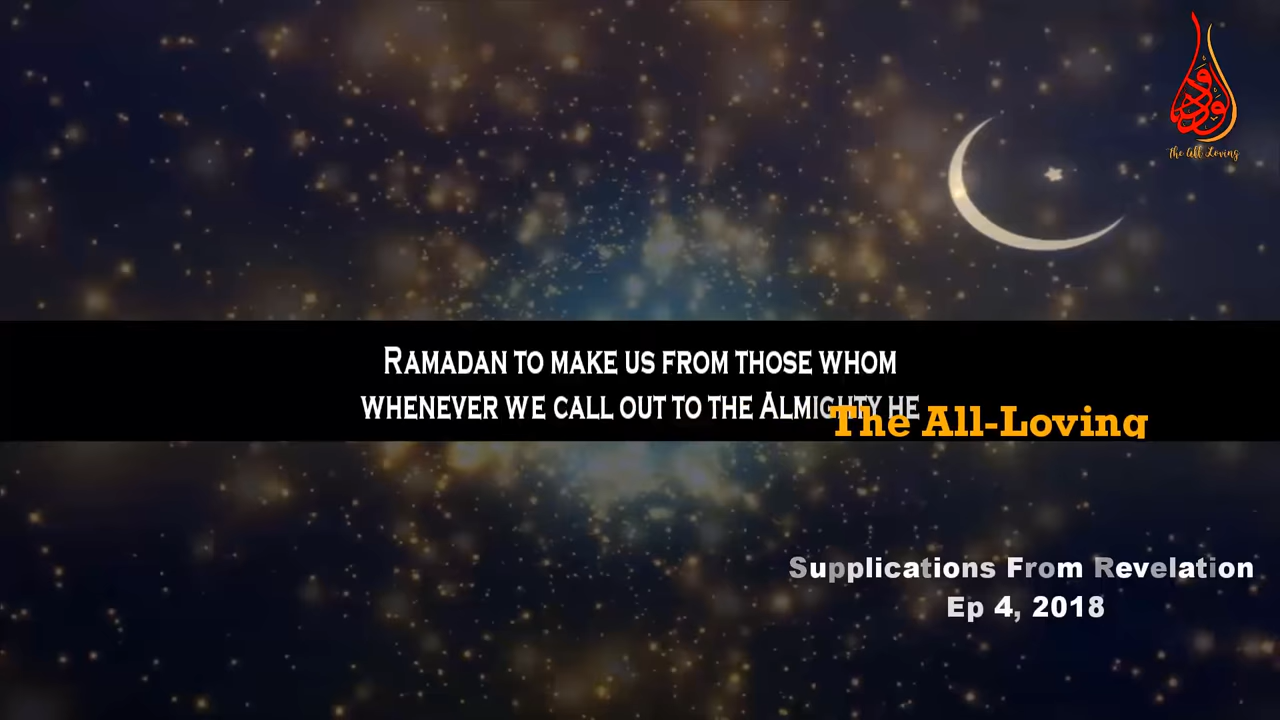 الودود
The All Loving
RAMADAN TO MAKE US FROM THOSE WHOM
WHENEVER WE CALL OUT TO THE ALMIGHTY HE
The All-Loving
Supplications From Revelation
Ep 4, 2018